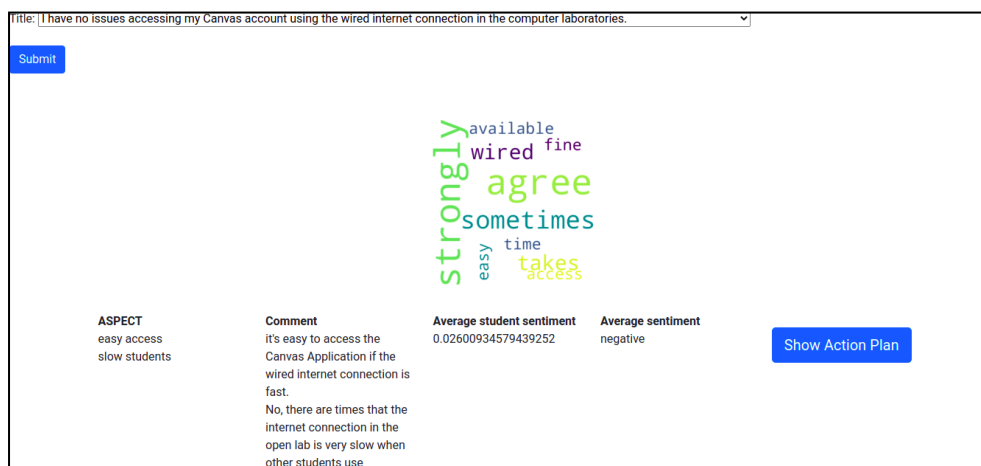 Title: I have no issues accessing my Canvas account using the wired internet connection in the computer laboratories.
Submit
strongly
available
wired
fine
agree
sometimes
easy
time
takes
access
ASPECT
easy access
slow students
Comment
it's easy to access the
Canvas Application if the
wired internet connection is
fast.
No, there are times that the
internet connection in the
open lab is very slow when
other students use
Average student sentiment
0.02600934579439252
Average sentiment
negative
Show Action Plan